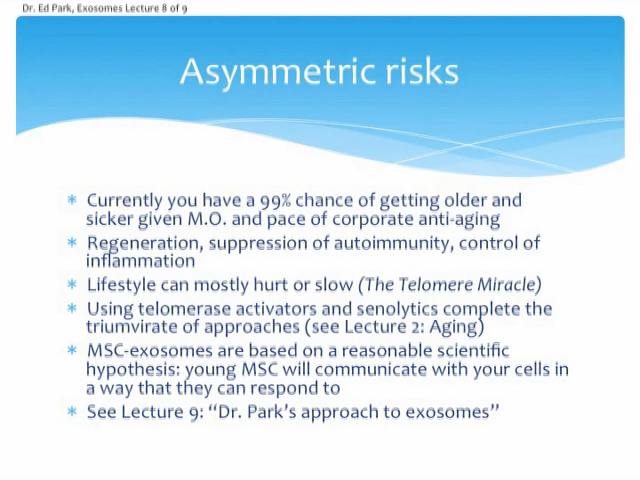 Dr. Ed Park, Exosomes Lecture 8 of 9
Asymmetric risks
* Currently you have a 99% chance of getting older and
sicker given M.O. and pace of corporate anti-aging
* Regeneration, suppression of autoimmunity, control of
inflammation
* Lifestyle can mostly hurt or slow (The Telomere Miracle)
* Using telomerase activators and senolytics complete the
triumvirate of approaches (see Lecture 2: Aging)
* MSC-exosomes are based on a reasonable scientific
hypothesis: young MSC will communicate with your cells in
a way that they can respond to
* See Lecture 9: “Dr. Park’s approach to exosomes”